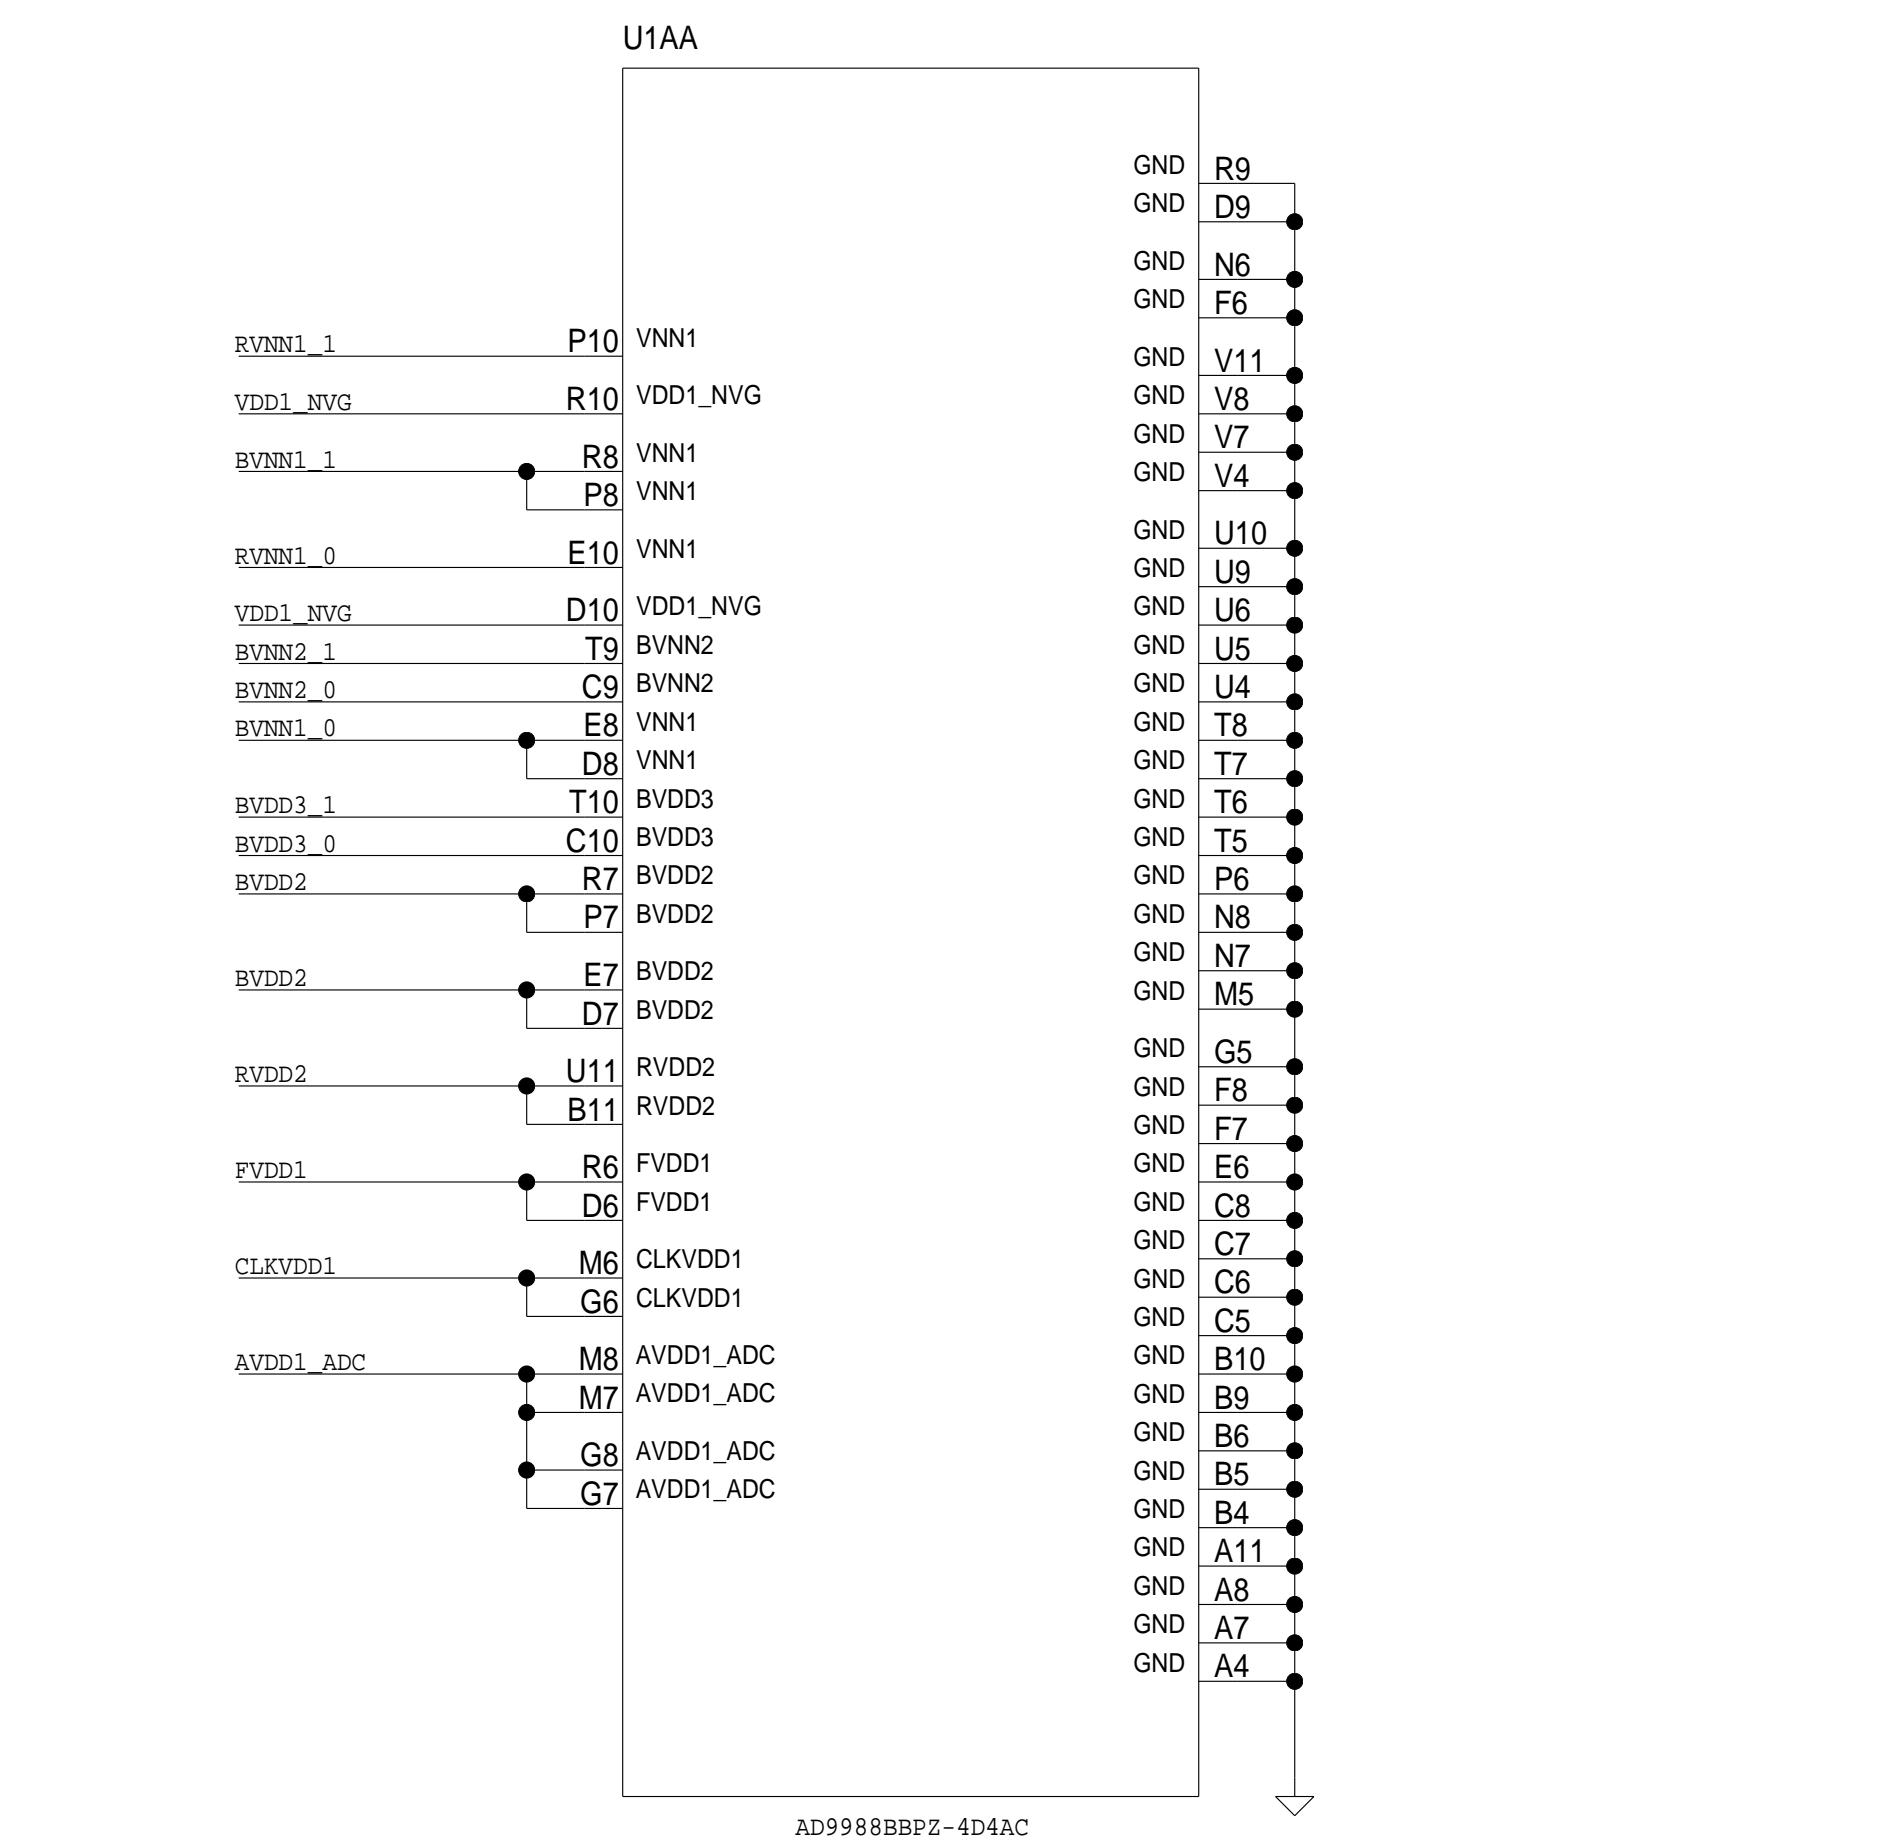 U1AA
GND R9
GND D9
GND N6
GND F6
RVNN1_1 P10 VNN1
GND V11
VDD1_NVG R10 VDD1_NVG GND V8
GND V7
BVNN1_1 R8 VNN1
GND V4
P8 VNN1
GND U10
RVNN1_0 E10 VNN1
GND U9
VDD1_NVG D10 VDD1_NVG GND U6
BVNN2_1 T9 BVNN2 GND U5
BVNN2_0 C9 BVNN2 GND U4
BVNN1_0 E8 VNN1 GND T8
D8 VNN1 GND T7
BVDD3_1 T10 BVDD3 GND T6
BVDD3_0 C10 BVDD3 GND T5
BVDD2 R7 BVDD2 GND P6
P7 BVDD2 GND N8
GND N7
BVDD2 E7 BVDD2
GND M5
D7 BVDD2
GND G5
RVDD2 U11 RVDD2
GND F8
B11 RVDD2
GND F7
FVDD1 R6 FVDD1 GND E6
D6 FVDD1 GND C8
GND C7
CLKVDD1 M6 CLKVDD1
GND C6
G6 CLKVDD1
GND C5
AVDD1_ADC M8 AVDD1_ADC GND B10
M7 AVDD1_ADC GND B9
GND B6
G8 AVDD1_ADC
GND B5
G7 AVDD1_ADC
GND B4
GND A11
GND A8
GND A7
GND A4
AD9988BBPZ-4D4AC